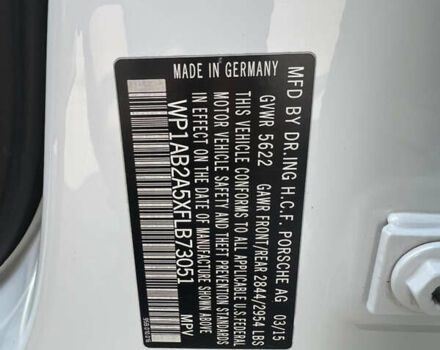 MADE IN GERMANY
MFD BY DR.ING H.C.F. PORSCHE AG 03/15
GVWR 5622 GAWR FRONT/REAR 2844/2954 LBS
THIS VEHICLE CONFORMS TO ALL APPLICABLE U.S.FEDERAL
MOTOR VEHICLE SAFETY AND THEFT PREVENTION STANDARDS
IN EFFECT ON THE DATE OF MANUFACTURE SHOWN ABOVE
WP1AB2A5XFLB73051 MPV